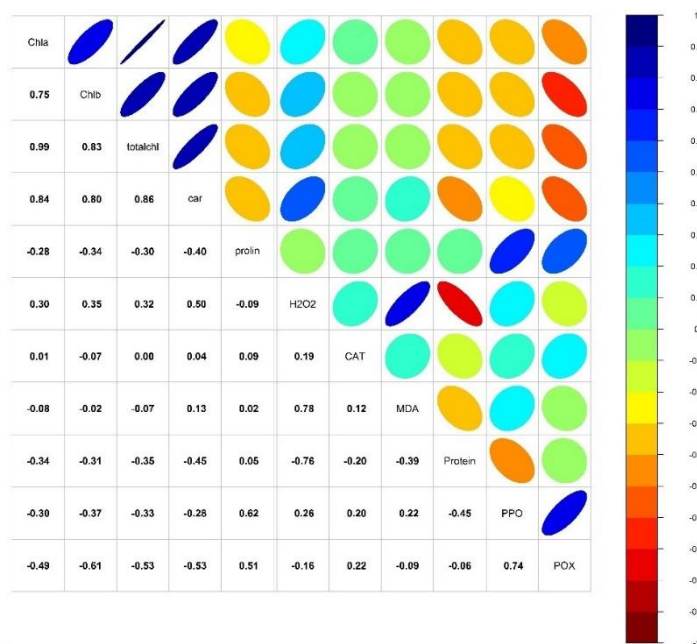 Chla
0.75 Chlb
0.99 0.83 totalchl
0.84 0.80 0.86 car
-0.28 -0.34 -0.30 -0.40 prolin
0.30 0.35 0.32 0.50 -0.09 H2O2
0.01 -0.07 0.00 0.04 0.09 0.19 CAT
-0.08 -0.02 -0.07 0.13 0.02 0.78 0.12 MDA
-0.34 -0.31 -0.35 -0.45 0.05 -0.76 -0.20 -0.39 Protein
-0.30 -0.37 -0.33 -0.28 0.62 0.26 0.20 0.22 -0.45 PPO
-0.49 -0.61 -0.53 -0.53 0.51 -0.16 0.22 -0.09 -0.06 0.74 POX